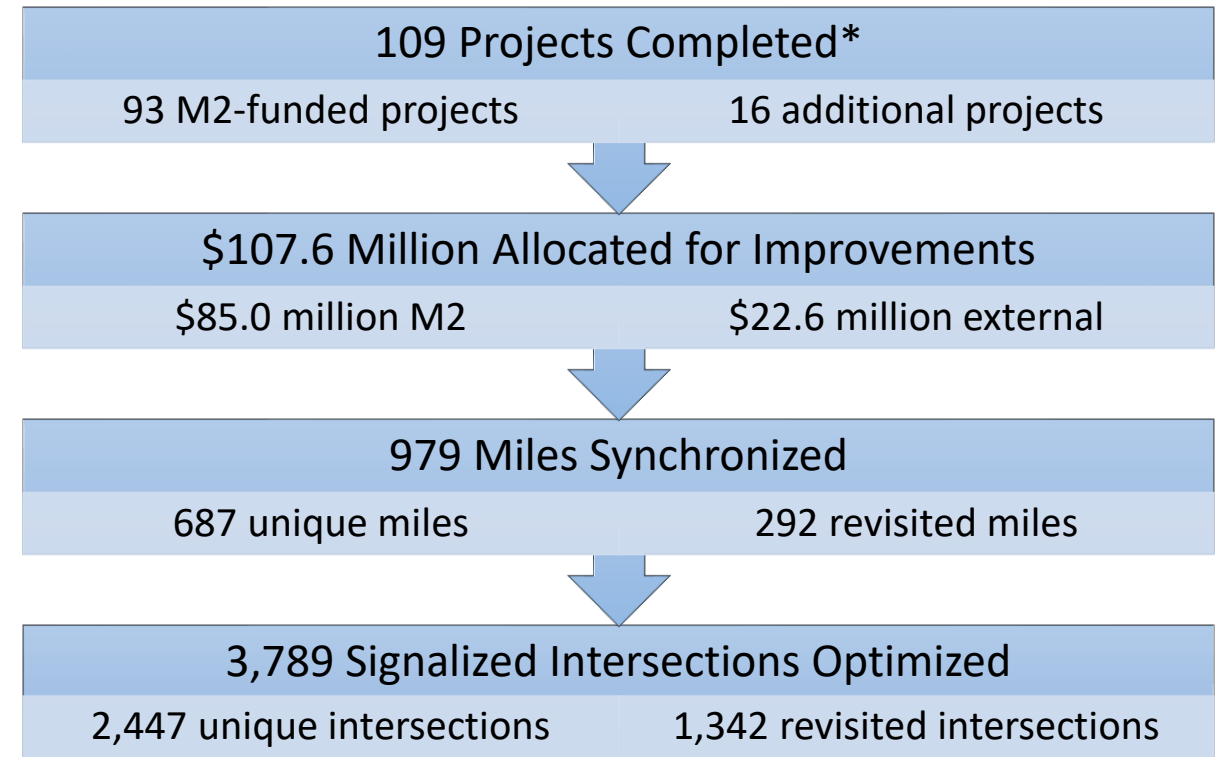 109 Projects Completed*
93 M2-funded projects
16 additional projects
$107.6 Million Allocated for Improvements
$85.0 million M2
$22.6 million external
979 Miles Synchronized
687 unique miles
292 revisited miles
3,789 Signalized Intersections Optimized
2,447 unique intersections
1,342 revisited intersections